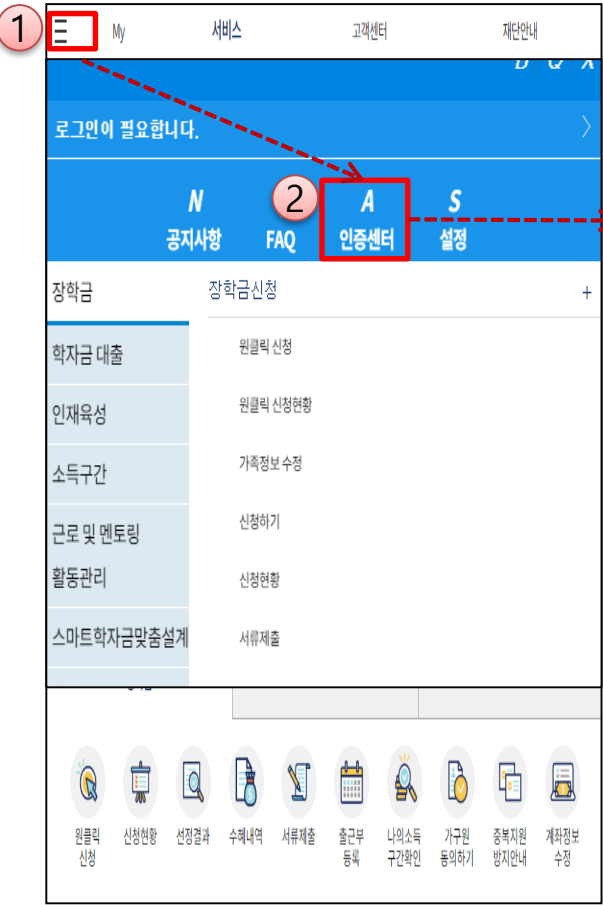 1
My 서비스 고객센터 재단안내
로그인이 필요합니다.
2
N A S
공지사항 FAQ 인증센터 설정
장학금
학자금 대출
인재육성
소득구간
근로 및 멘토링
활동관리
스마트학자금맞춤설계
장학금신청 +
원클릭 신청
원클릭 신청현황
가족정보 수정
신청하기
신청현황
서류제출
원클릭
신청
신청현황
선정결과
수혜내역
서류제출
출근부
등록
나의소득
구간확인
가구원
동의하기
중복지원
방지안내
계좌정보
수정